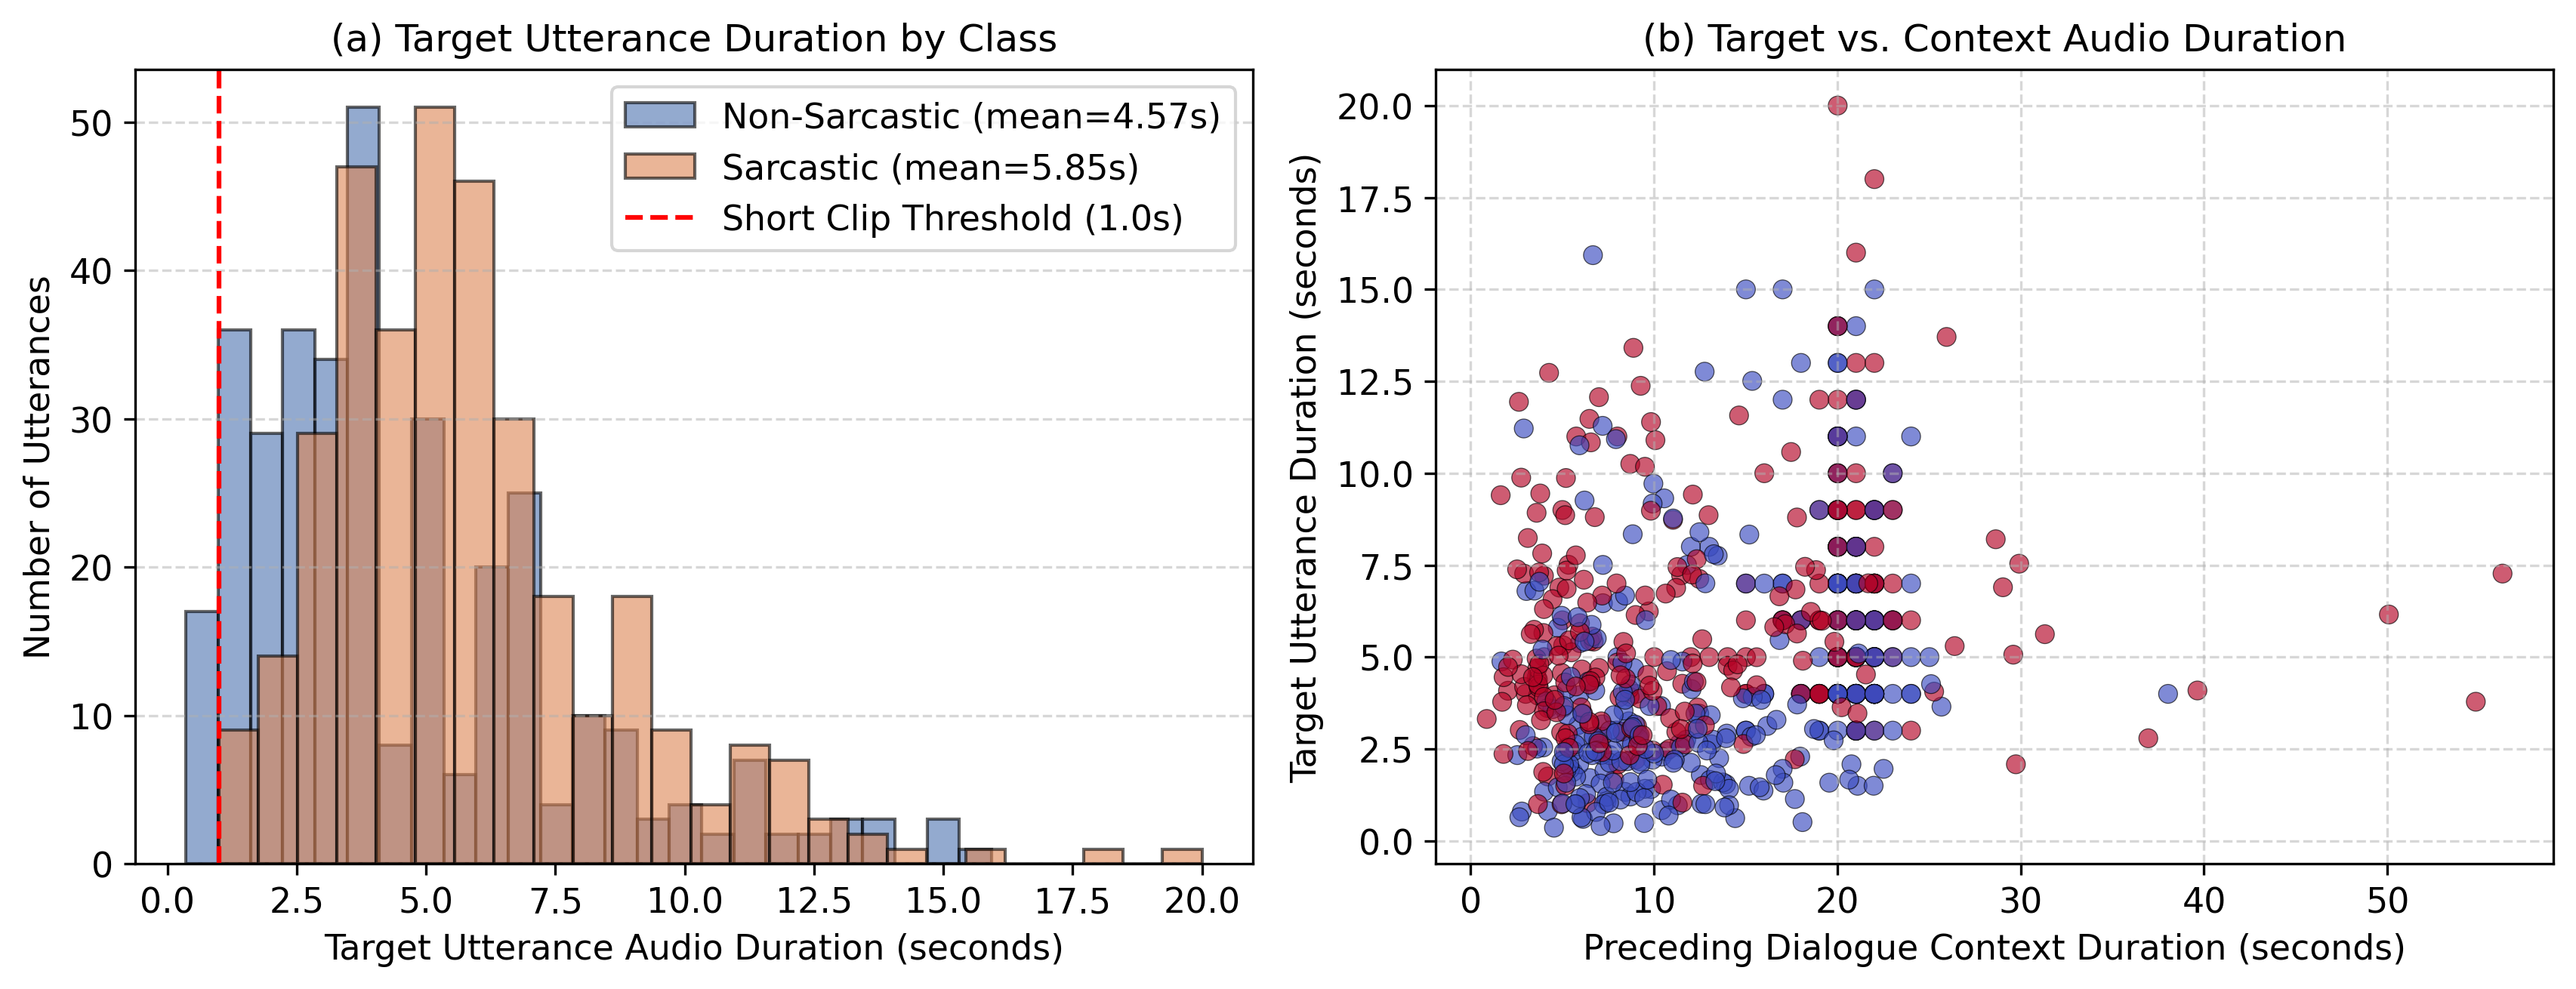 (a) Target Utterance Duration by Class
Number of Utterances
50
40
30
20
10
0
Non-Sarcastic (mean=4.57s)
Sarcastic (mean=5.85s)
Short Clip Threshold (1.0s)
0.0 2.5 5.0 7.5 10.0 12.5 15.0 17.5 20.0
Target Utterance Audio Duration (seconds)
(b) Target vs. Context Audio Duration
Target Utterance Duration (seconds)
20.0
17.5
15.0
12.5
10.0
7.5
5.0
2.5
0.0
0 10 20 30 40 50
Preceding Dialogue Context Duration (seconds)